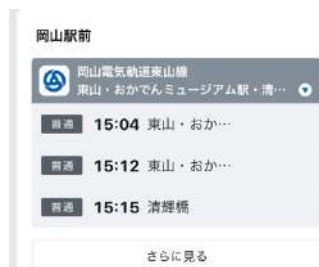 岡山駅前
岡山電気軌道東山線
東山・おかでんミュージアム駅・清…
普通 15:04 東山・おか…
普通 15:12 東山・おか…
普通 15:15 清輝橋
さらに見る